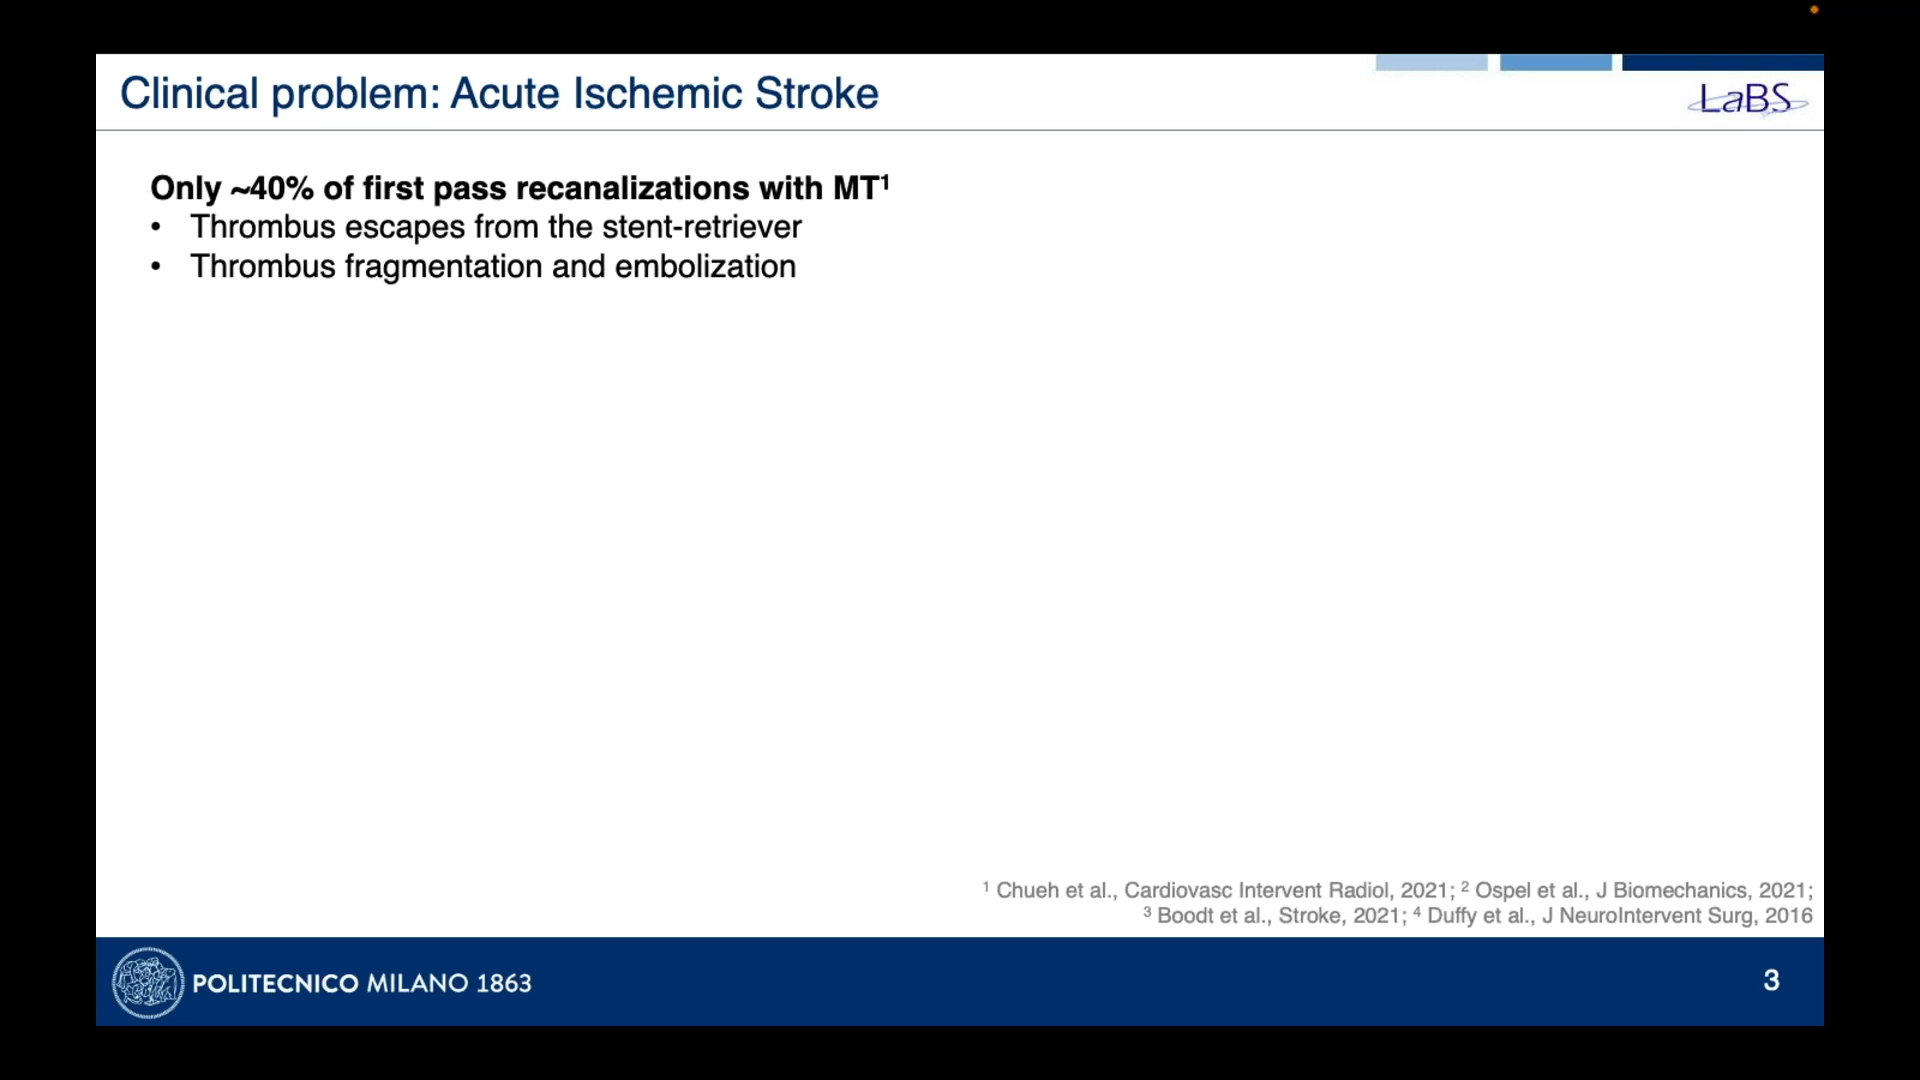 Clinical problem: Acute Ischemic Stroke
LaBS
Only ~40% of first pass recanalizations with MT¹
• Thrombus escapes from the stent-retriever
• Thrombus fragmentation and embolization
¹ Chueh et al., Cardiovasc Intervent Radiol, 2021; ² Ospel et al., J Biomechanics, 2021;
³ Boodt et al., Stroke, 2021; ⁴ Duffy et al., J NeuroIntervent Surg, 2016
POLITECNICO MILANO 1863
3